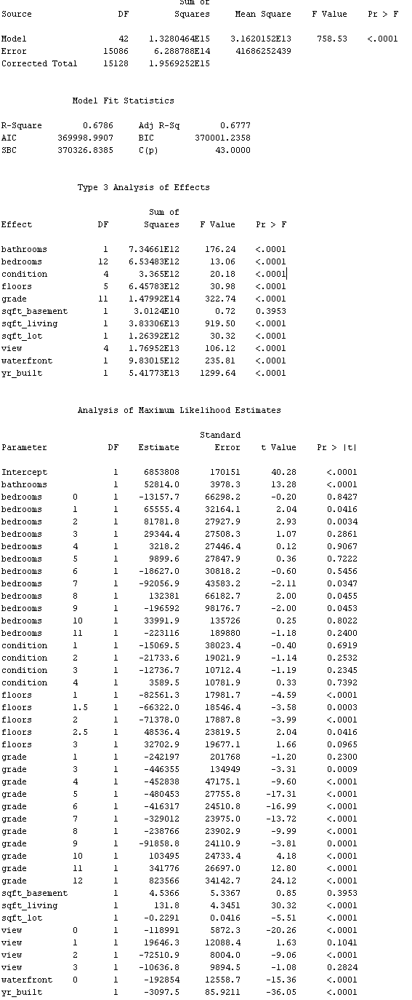 Sum of
Source DF Squares Mean Square F Value Pr > F
Model 42 1.3280464E15 3.1620152E13 758.53 <.0001
Error 15086 6.288788E14 41686252439
Corrected Total 15128 1.9569252E15
Model Fit Statistics
R-Square 0.6786 Adj R-Sq 0.6777
AIC 369998.9907 BIC 370001.2358
SBC 370326.8385 C(p) 43.0000
Type 3 Analysis of Effects
Sum of
Effect DF Squares F Value Pr > F
bathrooms 1 7.34661E12 176.24 <.0001
bedrooms 12 6.53483E12 13.06 <.0001
condition 4 3.365E12 20.18 <.0001
floors 5 6.45783E12 30.98 <.0001
grade 11 1.47992E14 322.74 <.0001
sqft_basement 1 3.0124E10 0.72 0.3953
sqft_living 1 3.83306E13 919.50 <.0001
sqft_lot 1 1.26392E12 30.32 <.0001
view 4 1.76952E13 106.12 <.0001
waterfront 1 9.83015E12 235.81 <.0001
yr_built 1 5.41773E13 1299.64 <.0001
Analysis of Maximum Likelihood Estimates
Standard
Parameter DF Estimate Error t Value Pr > |t|
Intercept 1 6853808 170151 40.28 <.0001
bathrooms 1 52814.0 3978.3 13.28 <.0001
bedrooms 0 1 -13157.7 66298.2 -0.20 0.8427
bedrooms 1 1 65555.4 32164.1 2.04 0.0416
bedrooms 2 1 81781.8 27927.9 2.93 0.0034
bedrooms 3 1 29344.4 27508.3 1.07 0.2861
bedrooms 4 1 3218.2 27446.4 0.12 0.9067
bedrooms 5 1 9899.6 27847.9 0.36 0.7222
bedrooms 6 1 -18627.0 30818.2 -0.60 0.5456
bedrooms 7 1 -92056.9 43583.2 -2.11 0.0347
bedrooms 8 1 132381 66182.7 2.00 0.0455
bedrooms 9 1 -196592 98176.7 -2.00 0.0453
bedrooms 10 1 33991.9 135726 0.25 0.8022
bedrooms 11 1 -223116 189880 -1.18 0.2400
condition 1 1 -15069.5 38023.4 -0.40 0.6919
condition 2 1 -21733.6 19021.9 -1.14 0.2532
condition 3 1 -12736.7 10712.4 -1.19 0.2345
condition 4 1 3589.5 10781.9 0.33 0.7392
floors 1 1 -82561.3 17981.7 -4.59 <.0001
floors 1.5 1 -66322.0 18546.4 -3.58 0.0003
floors 2 1 -71378.0 17887.8 -3.99 <.0001
floors 2.5 1 48536.4 23819.5 2.04 0.0416
floors 3 1 32702.9 19677.1 1.66 0.0965
grade 1 1 -242197 201768 -1.20 0.2300
grade 3 1 -446355 134949 -3.31 0.0009
grade 4 1 -452838 47175.1 -9.60 <.0001
grade 5 1 -480453 27755.8 -17.31 <.0001
grade 6 1 -416317 24510.8 -16.99 <.0001
grade 7 1 -329012 23975.0 -13.72 <.0001
grade 8 1 -238766 23902.9 -9.99 <.0001
grade 9 1 -91858.8 24110.9 -3.81 0.0001
grade 10 1 103495 24733.4 4.18 <.0001
grade 11 1 341776 26697.0 12.80 <.0001
grade 12 1 823566 34142.7 24.12 <.0001
sqft_basement 1 4.5366 5.3367 0.85 0.3953
sqft_living 1 131.8 4.3451 30.32 <.0001
sqft_lot 1 -0.2291 0.0416 -5.51 <.0001
view 0 1 -118991 5872.3 -20.26 <.0001
view 1 1 19646.3 12088.4 1.63 0.1041
view 2 1 -72510.9 8004.0 -9.06 <.0001
view 3 1 -10636.8 9894.5 -1.08 0.2824
waterfront 0 1 -192854 12558.7 -15.36 <.0001
yr_built 1 -3097.5 85.9211 -36.05 <.0001